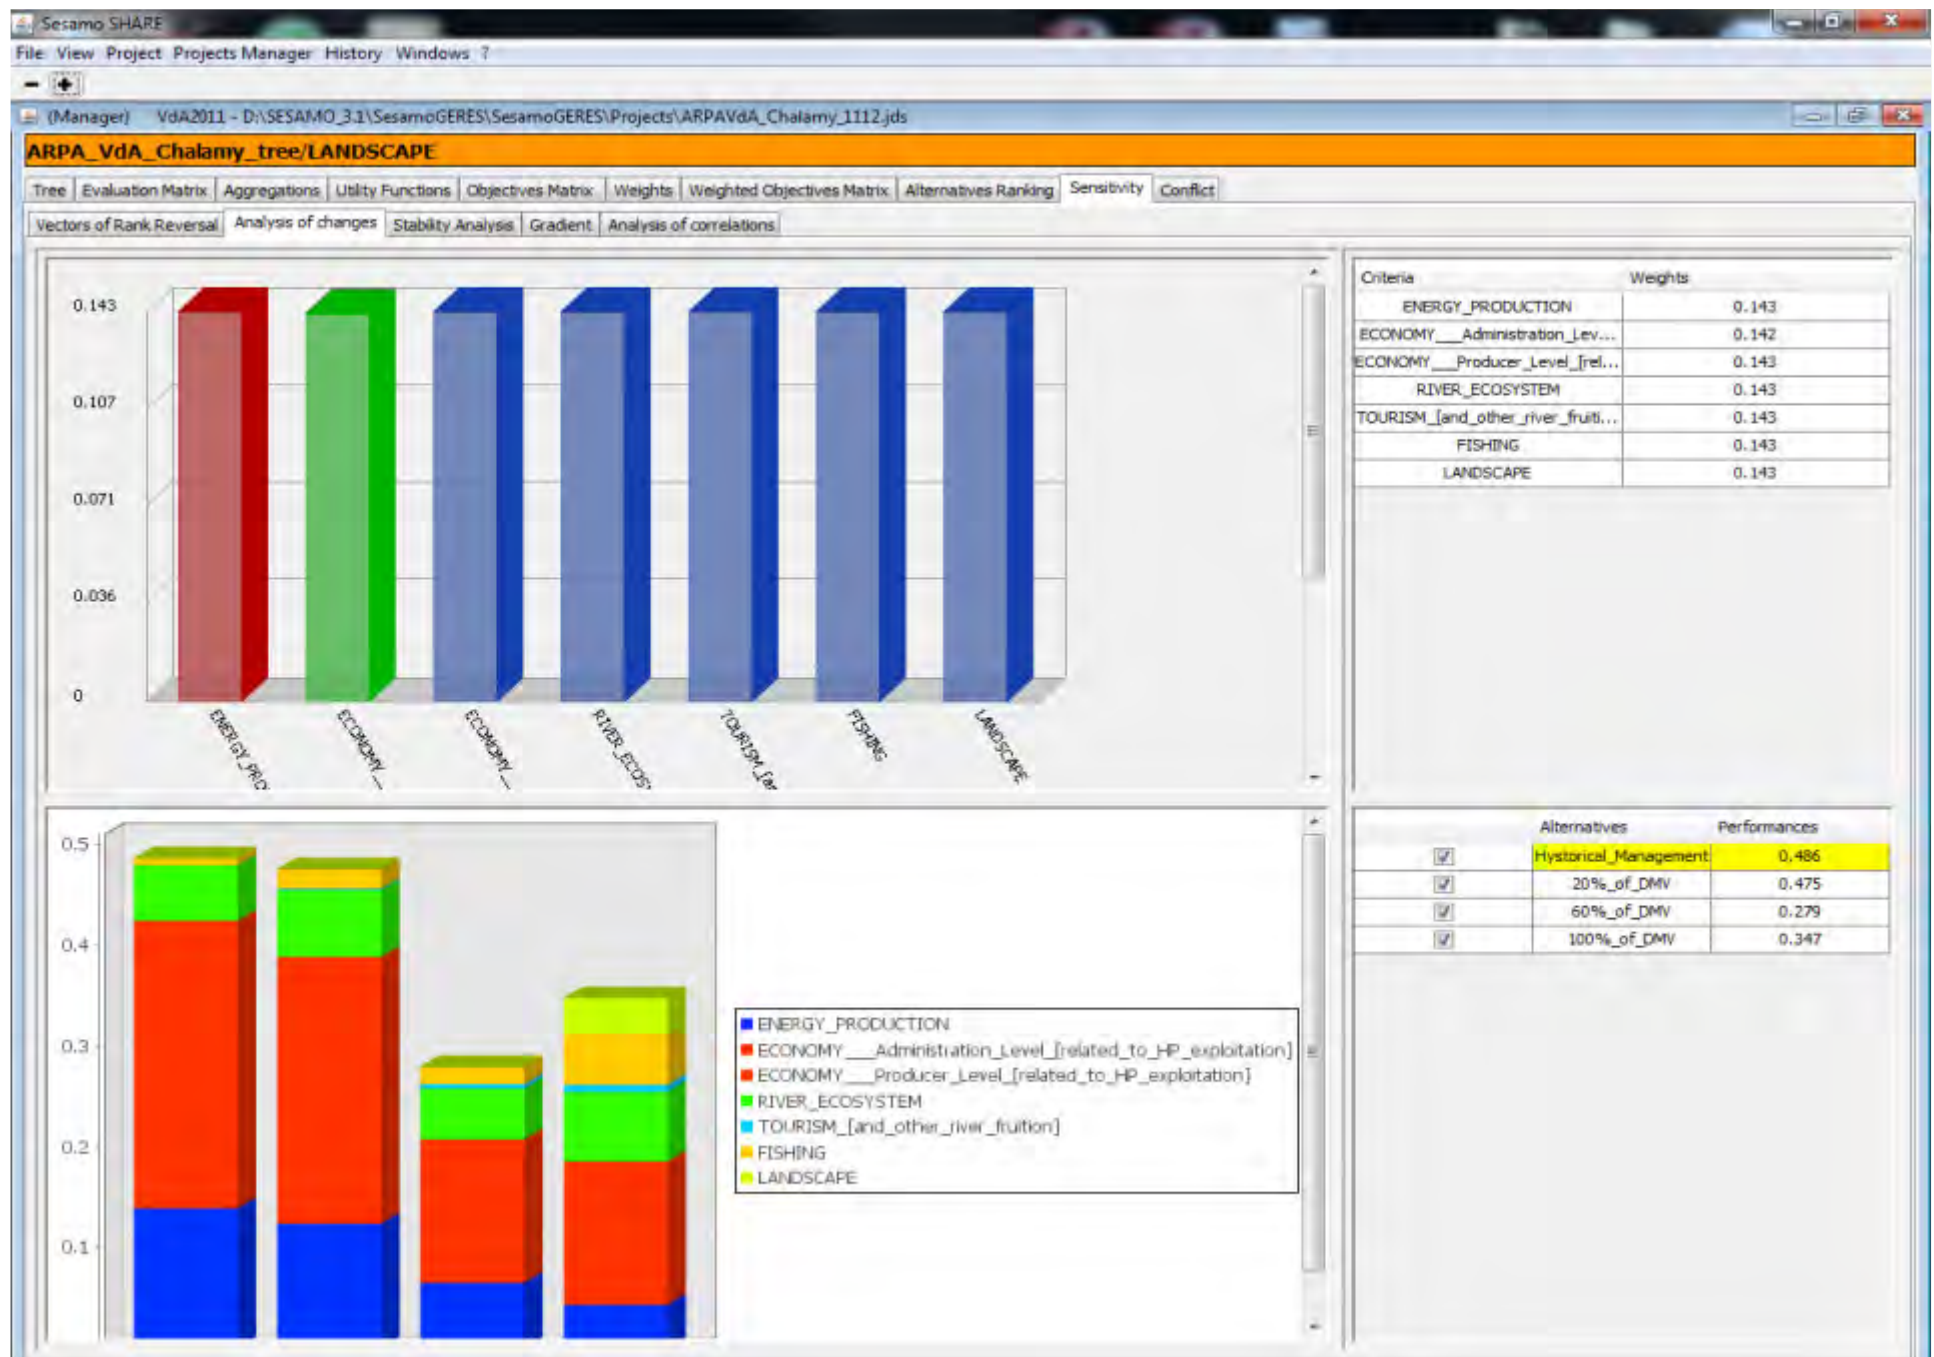 Sesamo SHARE
File View Project Projects Manager History Windows ?
(Manager) VdA2011 - D:\SESAMO_3.1\SesamoGERES\SesamoGERES\Projects\ARPAVdA_Chalamy_1112.jds
ARPA_VdA_Chalamy_tree/LANDSCAPE
Tree Evaluation Matrix Aggregations Utility Functions Objectives Matrix Weights Weighted Objectives Matrix Alternatives Ranking Sensitivity Conflict
Vectors of Rank Reversal Analysis of changes Stability Analysis Gradient Analysis of correlations
0.143
0.107
0.071
0.036
0
ENERGY_PRO
ECONOMY__
ECONOMY__
RIVER_ECOS
TOURISM_[ar
FISHING
LANDSCAPE
Criteria Weights
ENERGY_PRODUCTION 0.143
ECONOMY___Administration_Lev... 0.142
ECONOMY___Producer_Level_[rel... 0.143
RIVER_ECOSYSTEM 0.143
TOURISM_[and_other_river_fruiti... 0.143
FISHING 0.143
LANDSCAPE 0.143
0.5
0.4
0.3
0.2
0.1
ENERGY_PRODUCTION
ECONOMY___Administration_Level_[related_to_HP_exploitation]
ECONOMY___Producer_Level_[related_to_HP_exploitation]
RIVER_ECOSYSTEM
TOURISM_[and_other_river_fruition]
FISHING
LANDSCAPE
Alternatives Performances
Hystorical_Management 0.486
20%_of_DMV 0.475
60%_of_DMV 0.279
100%_of_DMV 0.347